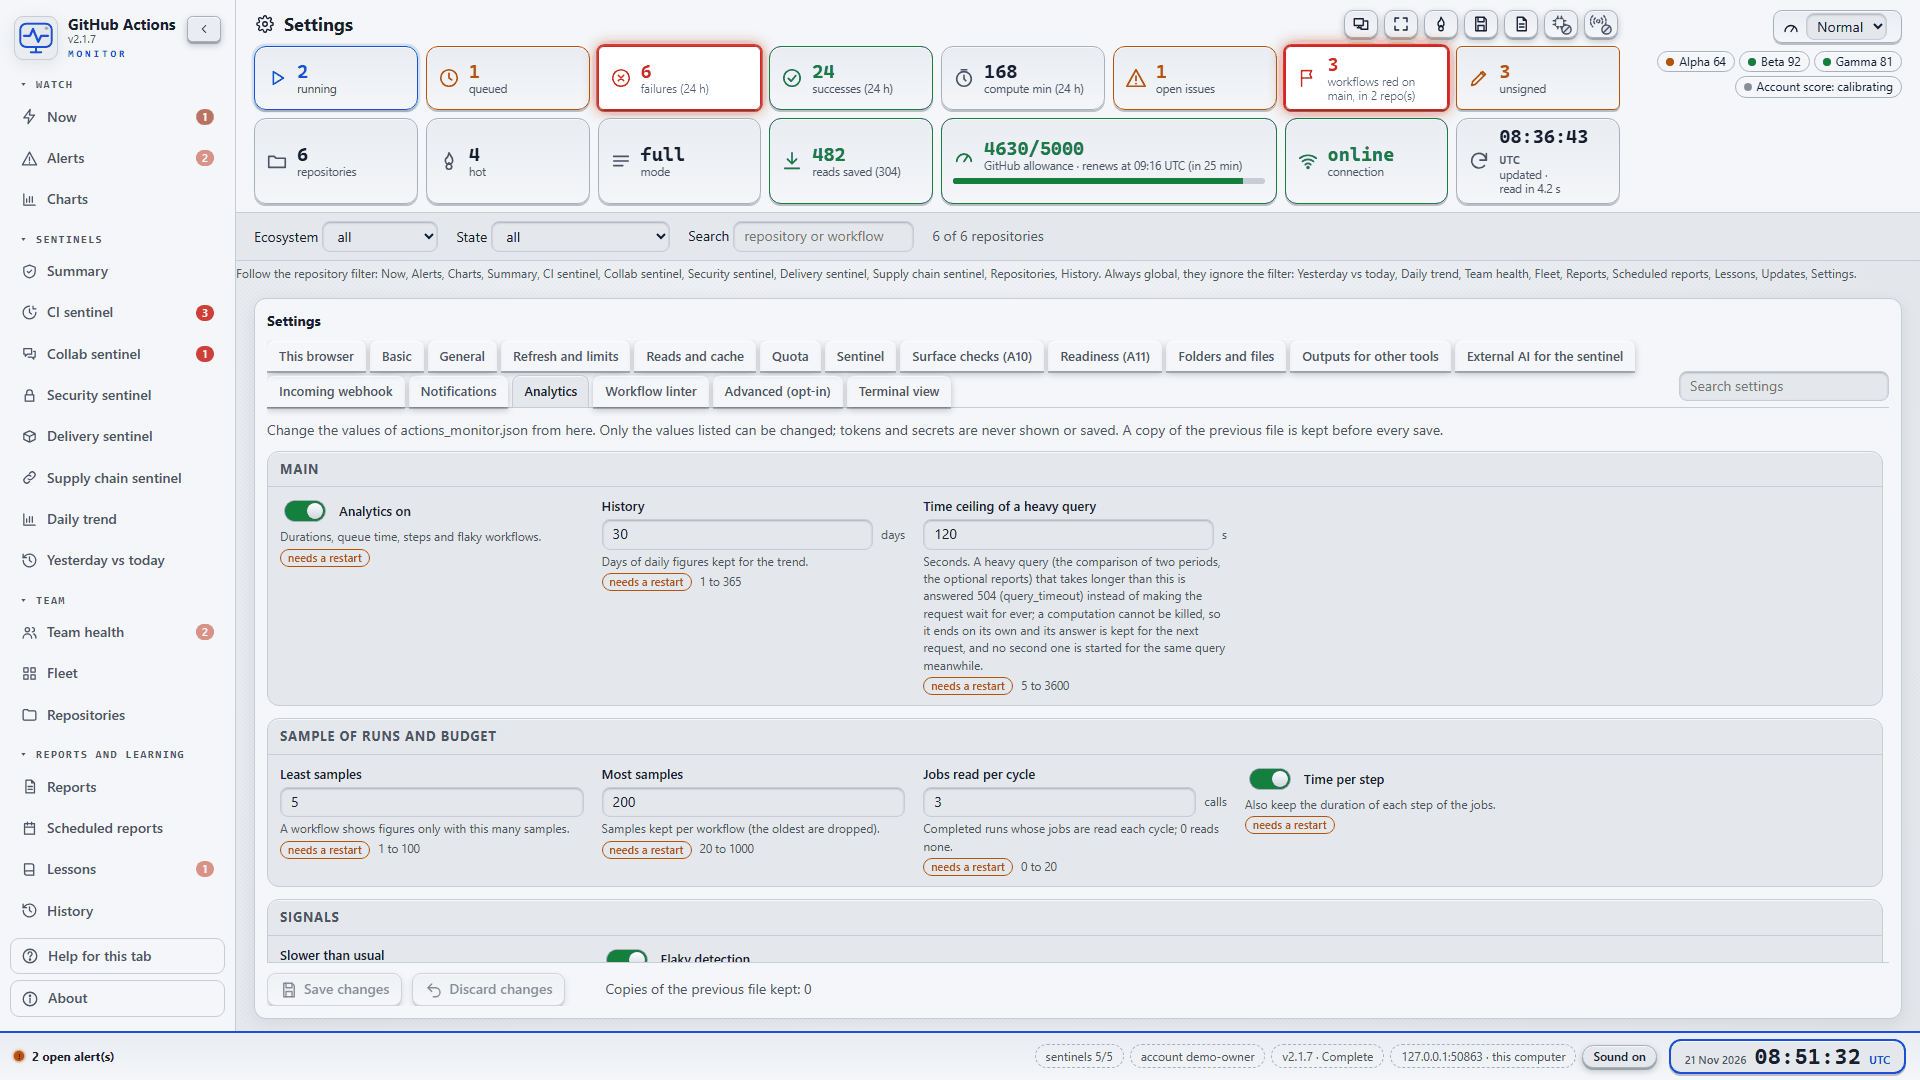 GitHub Actions
v2.1.7
MONITOR
WATCH
Now 1
Alerts 2
Charts
SENTINELS
Summary
CI sentinel 3
Collab sentinel 1
Security sentinel
Delivery sentinel
Supply chain sentinel
Daily trend
Yesterday vs today
TEAM
Team health 2
Fleet
Repositories
REPORTS AND LEARNING
Reports
Scheduled reports
Lessons 1
History
Help for this tab
About
Settings
Normal
Alpha 64 Beta 92 Gamma 81
Account score: calibrating
2
running
1
queued
6
failures (24 h)
24
successes (24 h)
168
compute min (24 h)
1
open issues
3
workflows red on
main, in 2 repo(s)
3
unsigned
6
repositories
4
hot
full
mode
482
reads saved (304)
4630/5000
GitHub allowance · renews at 09:16 UTC (in 25 min)
online
connection
08:36:43
UTC
updated ·
read in 4.2 s
Ecosystem all State all Search repository or workflow 6 of 6 repositories
Follow the repository filter: Now, Alerts, Charts, Summary, CI sentinel, Collab sentinel, Security sentinel, Delivery sentinel, Supply chain sentinel, Repositories, History. Always global, they ignore the filter: Yesterday vs today, Daily trend, Team health, Fleet, Reports, Scheduled reports, Lessons, Updates, Settings.
Settings
This browser Basic General Refresh and limits Reads and cache Quota Sentinel Surface checks (A10) Readiness (A11) Folders and files Outputs for other tools External AI for the sentinel
Incoming webhook Notifications Analytics Workflow linter Advanced (opt-in) Terminal view
Search settings
Change the values of actions_monitor.json from here. Only the values listed can be changed; tokens and secrets are never shown or saved. A copy of the previous file is kept before every save.
MAIN
Analytics on
Durations, queue time, steps and flaky workflows.
needs a restart
History
30 days
Days of daily figures kept for the trend.
needs a restart 1 to 365
Time ceiling of a heavy query
120 s
Seconds. A heavy query (the comparison of two periods,
the optional reports) that takes longer than this is
answered 504 (query_timeout) instead of making the
request wait for ever; a computation cannot be killed, so
it ends on its own and its answer is kept for the next
request, and no second one is started for the same query
meanwhile.
needs a restart 5 to 3600
SAMPLE OF RUNS AND BUDGET
Least samples
5
A workflow shows figures only with this many samples.
needs a restart 1 to 100
Most samples
200
Samples kept per workflow (the oldest are dropped).
needs a restart 20 to 1000
Jobs read per cycle
3 calls
Completed runs whose jobs are read each cycle; 0 reads
none.
needs a restart 0 to 20
Time per step
Also keep the duration of each step of the jobs.
needs a restart
SIGNALS
Slower than usual
Flaky detection
Save changes Discard changes Copies of the previous file kept: 0
2 open alert(s)
sentinels 5/5 account demo-owner v2.1.7 · Complete 127.0.0.1:50863 · this computer Sound on 21 Nov 2026 08:51:32 UTC